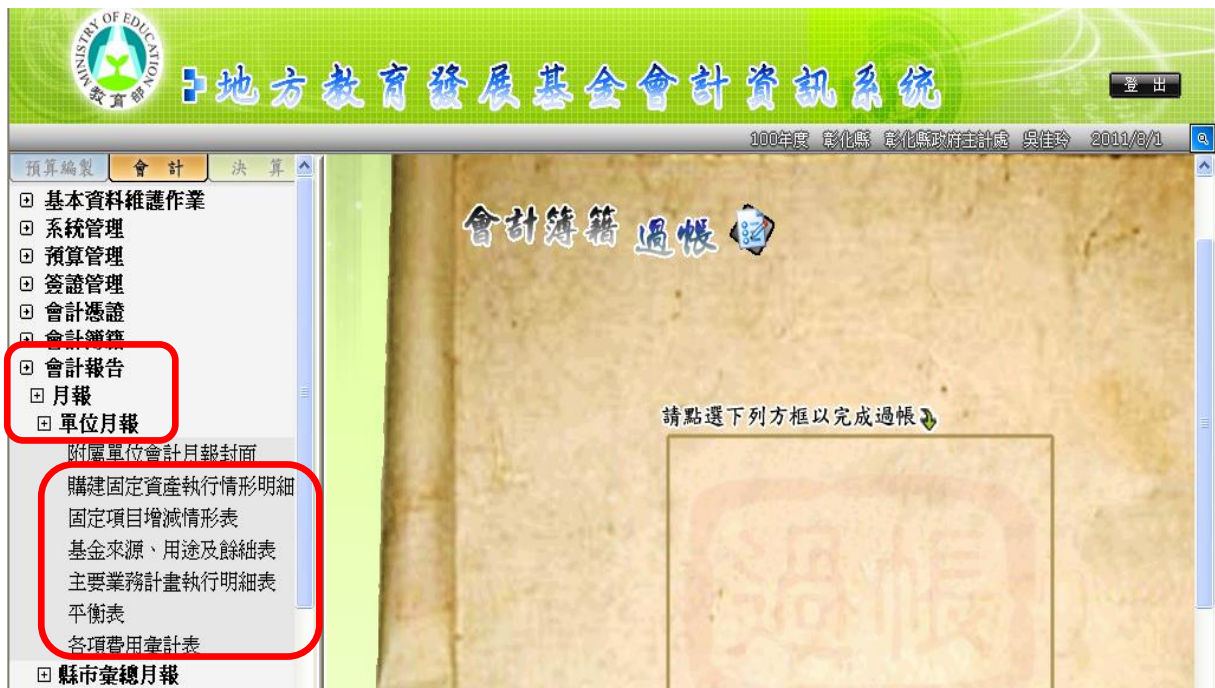 MINISTRY OF EDUCATION
教育部
地方教育發展基金會計資訊系統
登 出
100年度 彰化縣 彰化縣政府主計處 吳佳玲 2011/8/1
預算編製 會 計 決 算
基本資料維護作業
系統管理
預算管理
簽證管理
會計憑證
會計簿籍
會計報告
月報
單位月報
附屬單位會計月報封面
購建固定資產執行情形明細
固定項目增減情形表
基金來源、用途及餘絀表
主要業務計畫執行明細表
平衡表
各項費用彙計表
縣市彙總月報
會計簿籍 過帳
請點選下列方框以完成過帳
過帳